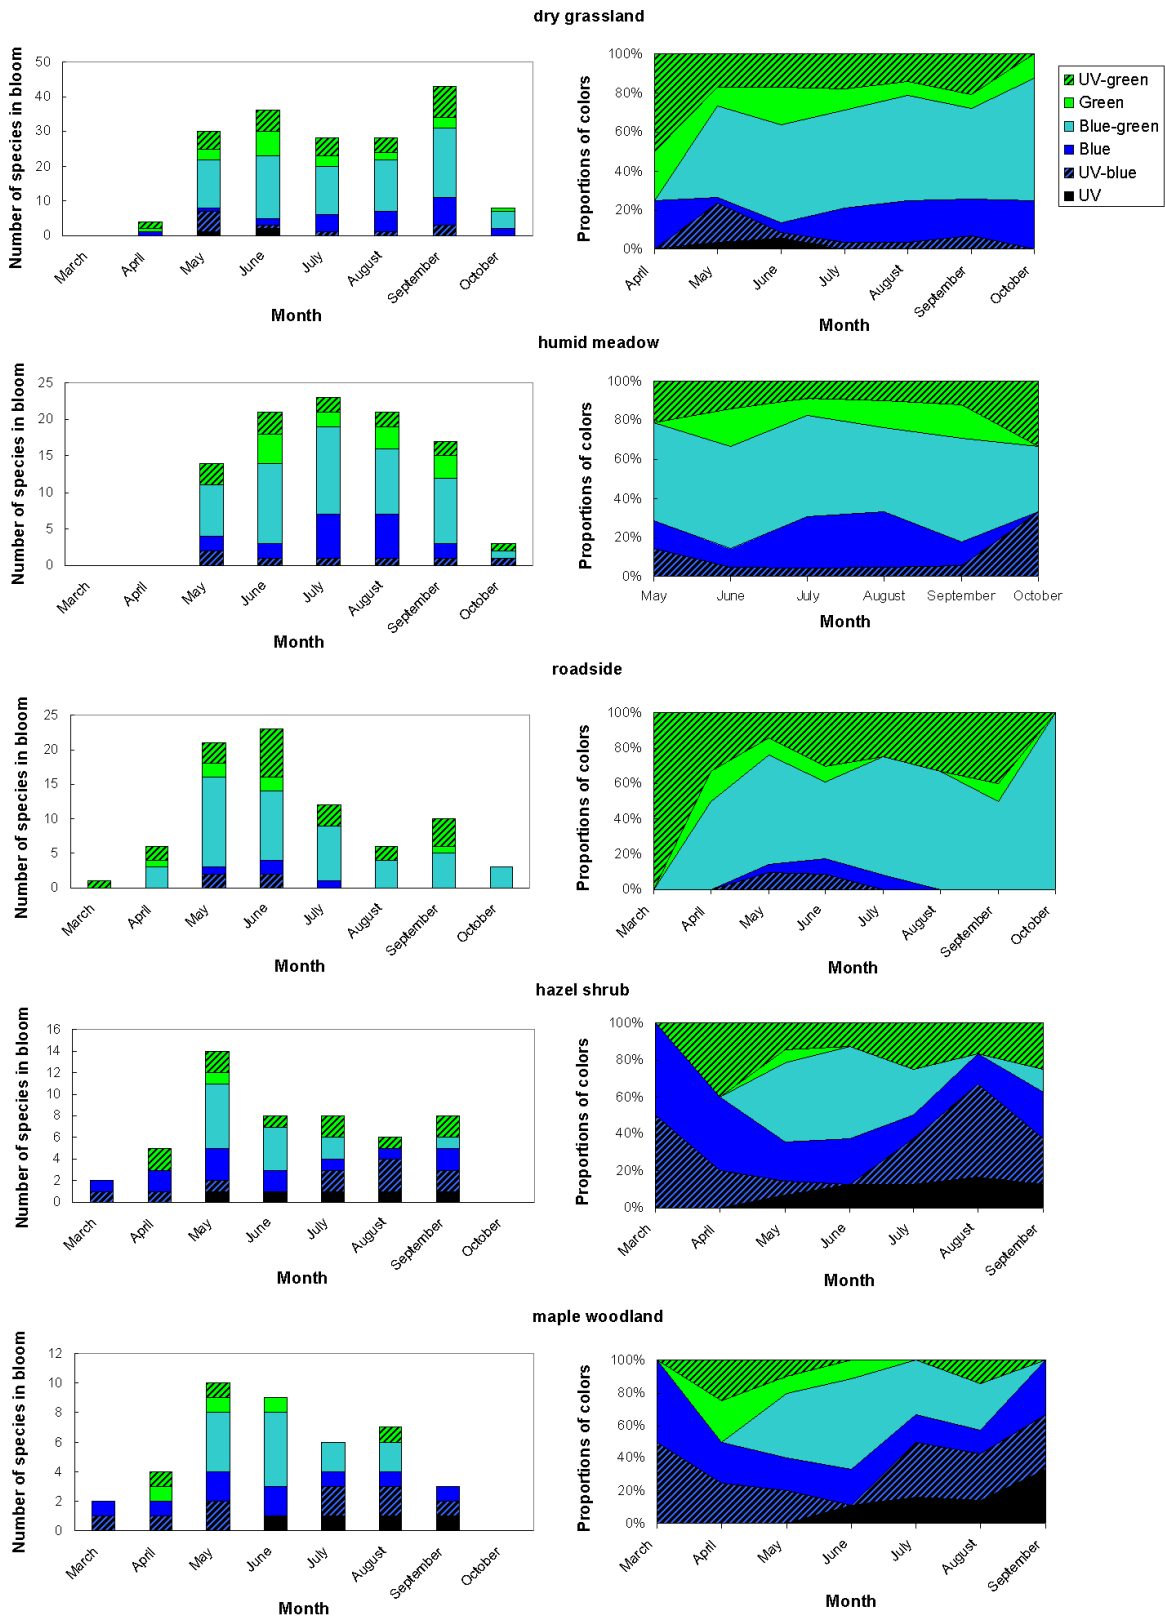 dry grassland
Number of species in bloom
50
40
30
20
10
0
March
April
May
June
July
August
September
October
Month
Proportions of colors
100%
80%
60%
40%
20%
0%
April
May
June
July
August
September
October
Month
UV-green
Green
Blue-green
Blue
UV-blue
UV
humid meadow
Number of species in bloom
25
20
15
10
5
0
March
April
May
June
July
August
September
October
Month
Proportions of colors
100%
80%
60%
40%
20%
0%
May June July August September October
Month
roadside
Number of species in bloom
25
20
15
10
5
0
March
April
May
June
July
August
September
October
Month
Proportions of colors
100%
80%
60%
40%
20%
0%
March
April
May
June
July
August
September
October
Month
hazel shrub
Number of species in bloom
16
14
12
10
8
6
4
2
0
March
April
May
June
July
August
September
October
Month
Proportions of colors
100%
80%
60%
40%
20%
0%
March
April
May
June
July
August
September
Month
maple woodland
Number of species in bloom
12
10
8
6
4
2
0
March
April
May
June
July
August
September
October
Month
Proportions of colors
100%
80%
60%
40%
20%
0%
March
April
May
June
July
August
September
Month